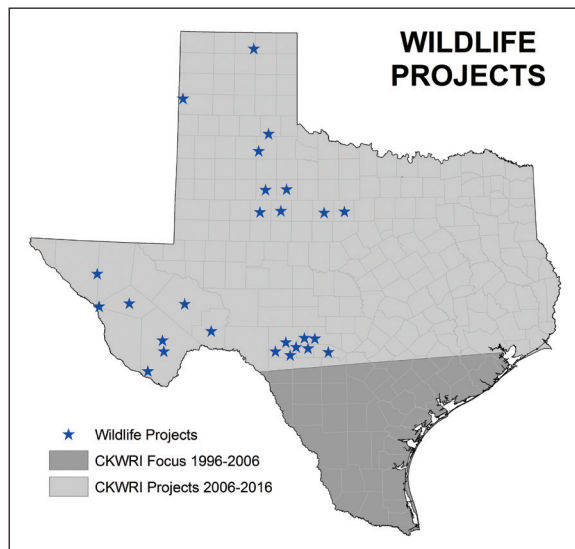 WILDLIFE
PROJECTS
Wildlife Projects
CKWRI Focus 1996-2006
CKWRI Projects 2006-2016